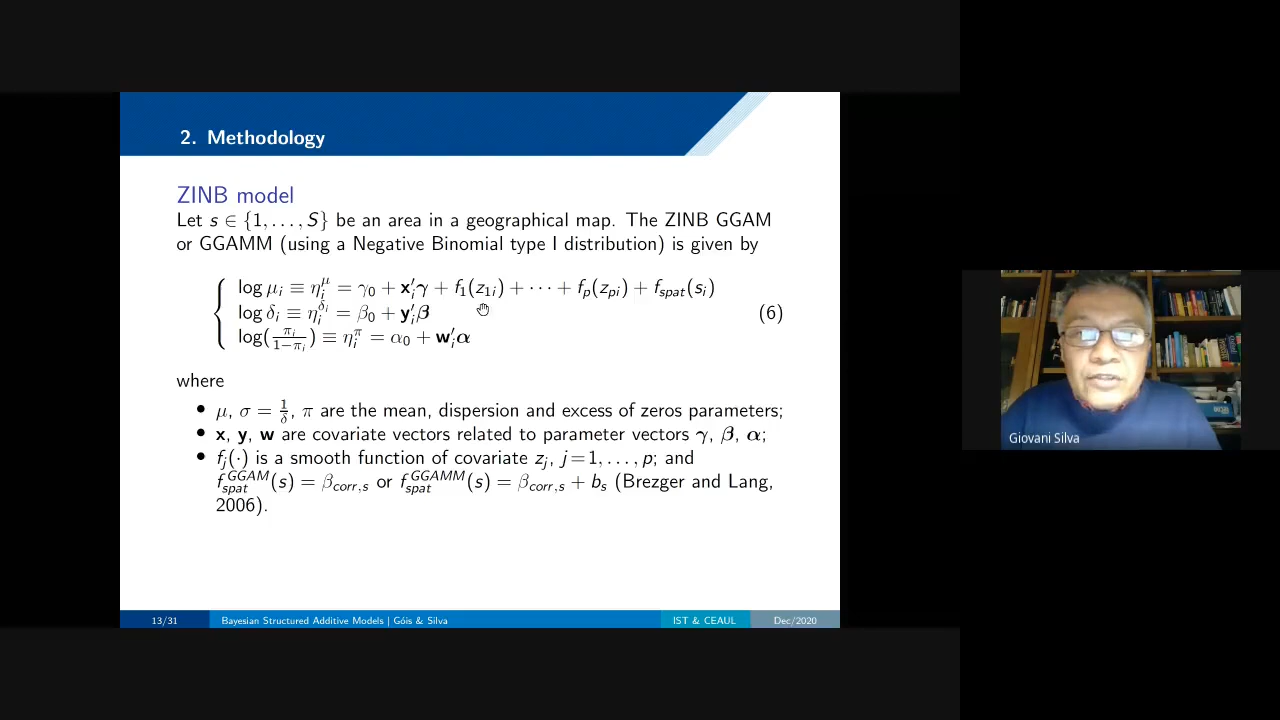 2. Methodology
ZINB model
Let s ∈ {1, . . . , S} be an area in a geographical map. The ZINB GGAM
or GGAMM (using a Negative Binomial type I distribution) is given by
log μᵢ ≡ ηᵢ^μ = γ₀ + x′ᵢγ + f₁(z₁ᵢ) + · · · + fₚ(zₚᵢ) + f_spat(sᵢ)
log δᵢ ≡ ηᵢ^δᵢ = β₀ + y′ᵢβ
(6)
log(πᵢ/(1−πᵢ)) ≡ ηᵢ^π = α₀ + w′ᵢα
where
• μ, σ = 1/δ, π are the mean, dispersion and excess of zeros parameters;
• x, y, w are covariate vectors related to parameter vectors γ, β, α;
• fⱼ(·) is a smooth function of covariate zⱼ, j = 1, . . . , p; and
f_spat^GGAM(s) = β_corr,s or f_spat^GGAMM(s) = β_corr,s + b_s (Brezger and Lang,
2006).
13/31 Bayesian Structured Additive Models | Góis & Silva IST & CEAUL Dec/2020
Giovani Silva